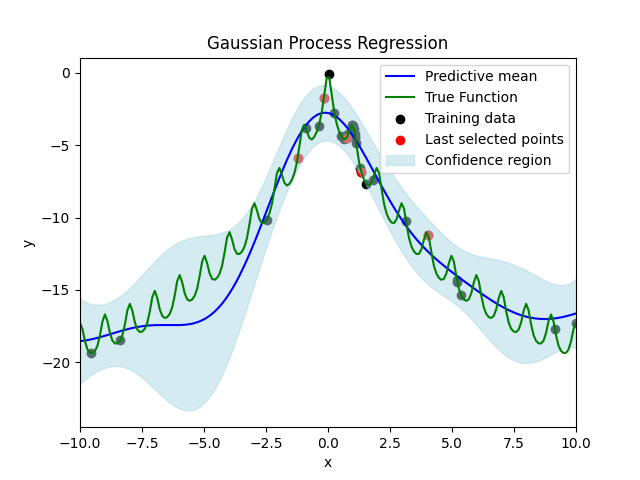 Gaussian Process Regression
Predictive mean
True Function
Training data
Last selected points
Confidence region
y
0
−5
−10
−15
−20
−10.0 −7.5 −5.0 −2.5 0.0 2.5 5.0 7.5 10.0
x